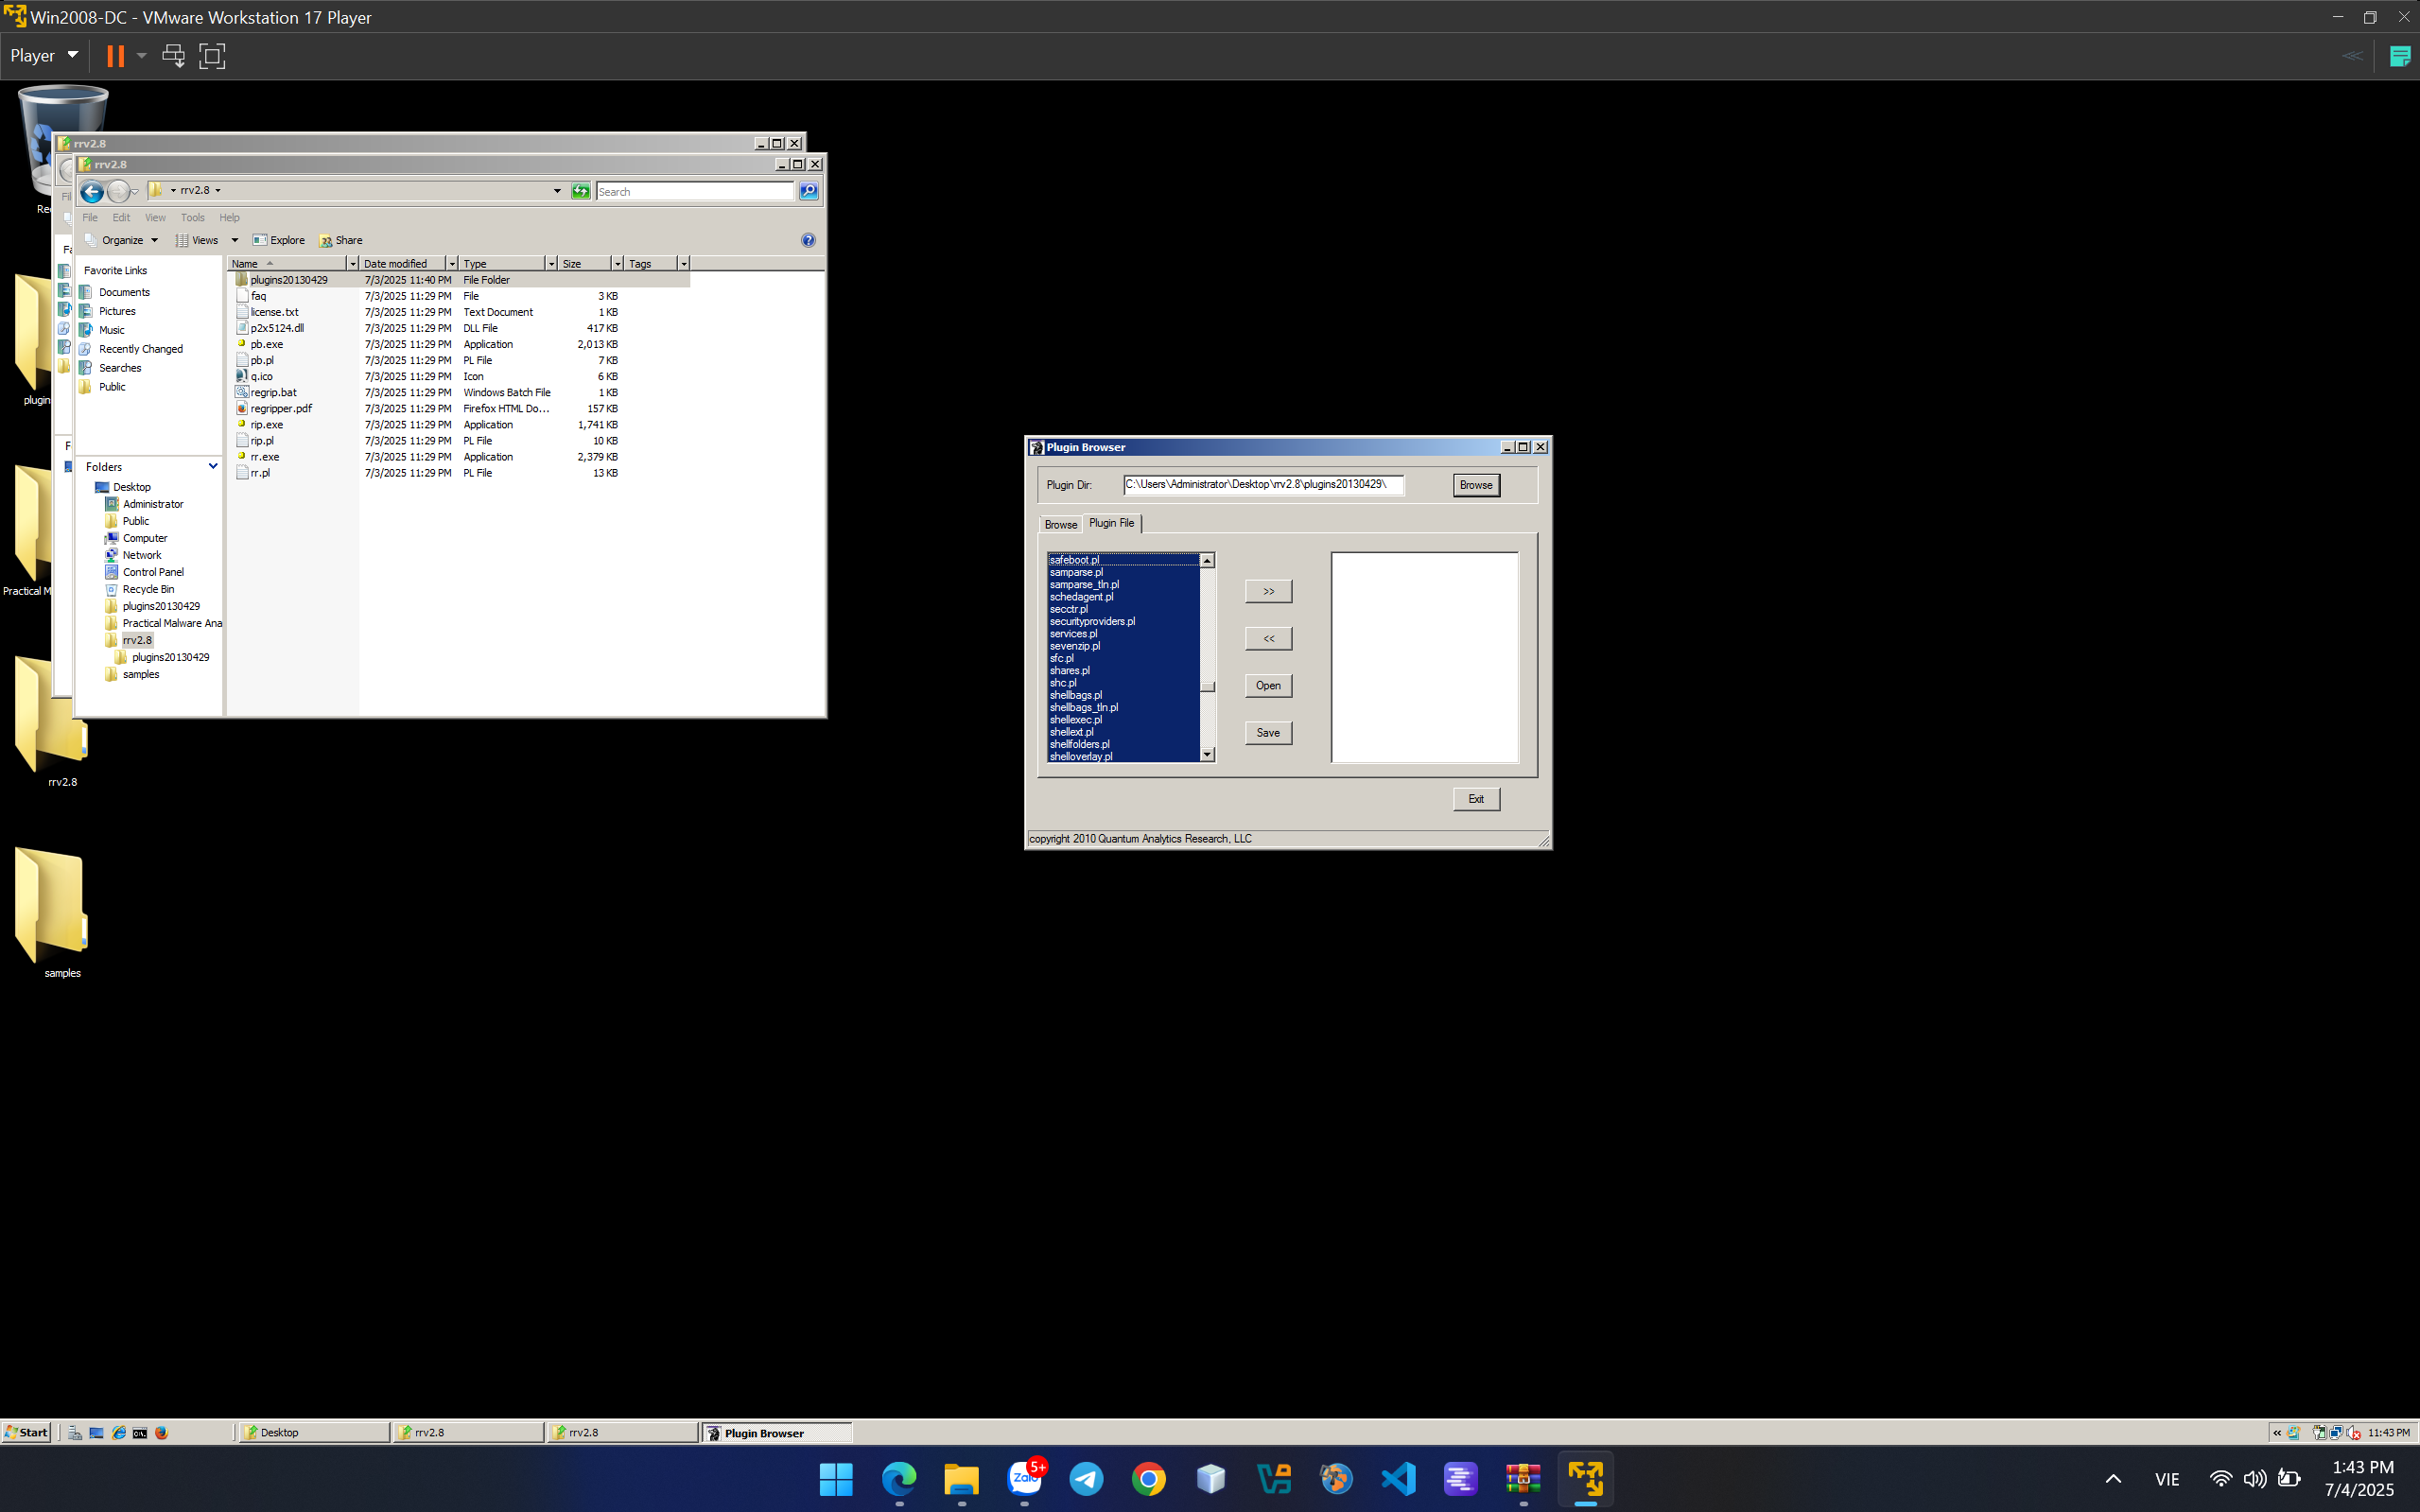 Win2008-DC - VMware Workstation 17 Player
Player
rrv2.8
rrv2.8
rrv2.8
Search
File Edit View Tools Help
Organize Views Explore Share
Favorite Links
Documents
Pictures
Music
Recently Changed
Searches
Public
Folders
Desktop
Administrator
Public
Computer
Network
Control Panel
Recycle Bin
plugins20130429
Practical Malware Ana
rrv2.8
plugins20130429
samples
Name Date modified Type Size Tags
plugins20130429 7/3/2025 11:40 PM File Folder
faq 7/3/2025 11:29 PM File 3 KB
license.txt 7/3/2025 11:29 PM Text Document 1 KB
p2x5124.dll 7/3/2025 11:29 PM DLL File 417 KB
pb.exe 7/3/2025 11:29 PM Application 2,013 KB
pb.pl 7/3/2025 11:29 PM PL File 7 KB
q.ico 7/3/2025 11:29 PM Icon 6 KB
regrip.bat 7/3/2025 11:29 PM Windows Batch File 1 KB
regripper.pdf 7/3/2025 11:29 PM Firefox HTML Do... 157 KB
rip.exe 7/3/2025 11:29 PM Application 1,741 KB
rip.pl 7/3/2025 11:29 PM PL File 10 KB
rr.exe 7/3/2025 11:29 PM Application 2,379 KB
rr.pl 7/3/2025 11:29 PM PL File 13 KB
Rec
plugin
Practical M
rrv2.8
samples
Plugin Browser
Plugin Dir: C:\Users\Administrator\Desktop\rrv2.8\plugins20130429\ Browse
Browse Plugin File
safeboot.pl
samparse.pl
samparse_tln.pl
schedagent.pl
secctr.pl
securityproviders.pl
services.pl
sevenzip.pl
sfc.pl
shares.pl
shc.pl
shellbags.pl
shellbags_tln.pl
shellexec.pl
shellext.pl
shellfolders.pl
shelloverlay.pl
>>
<<
Open
Save
Exit
copyright 2010 Quantum Analytics Research, LLC
Start Desktop rrv2.8 rrv2.8 Plugin Browser 11:43 PM
Zalo 5+
VIE
1:43 PM
7/4/2025